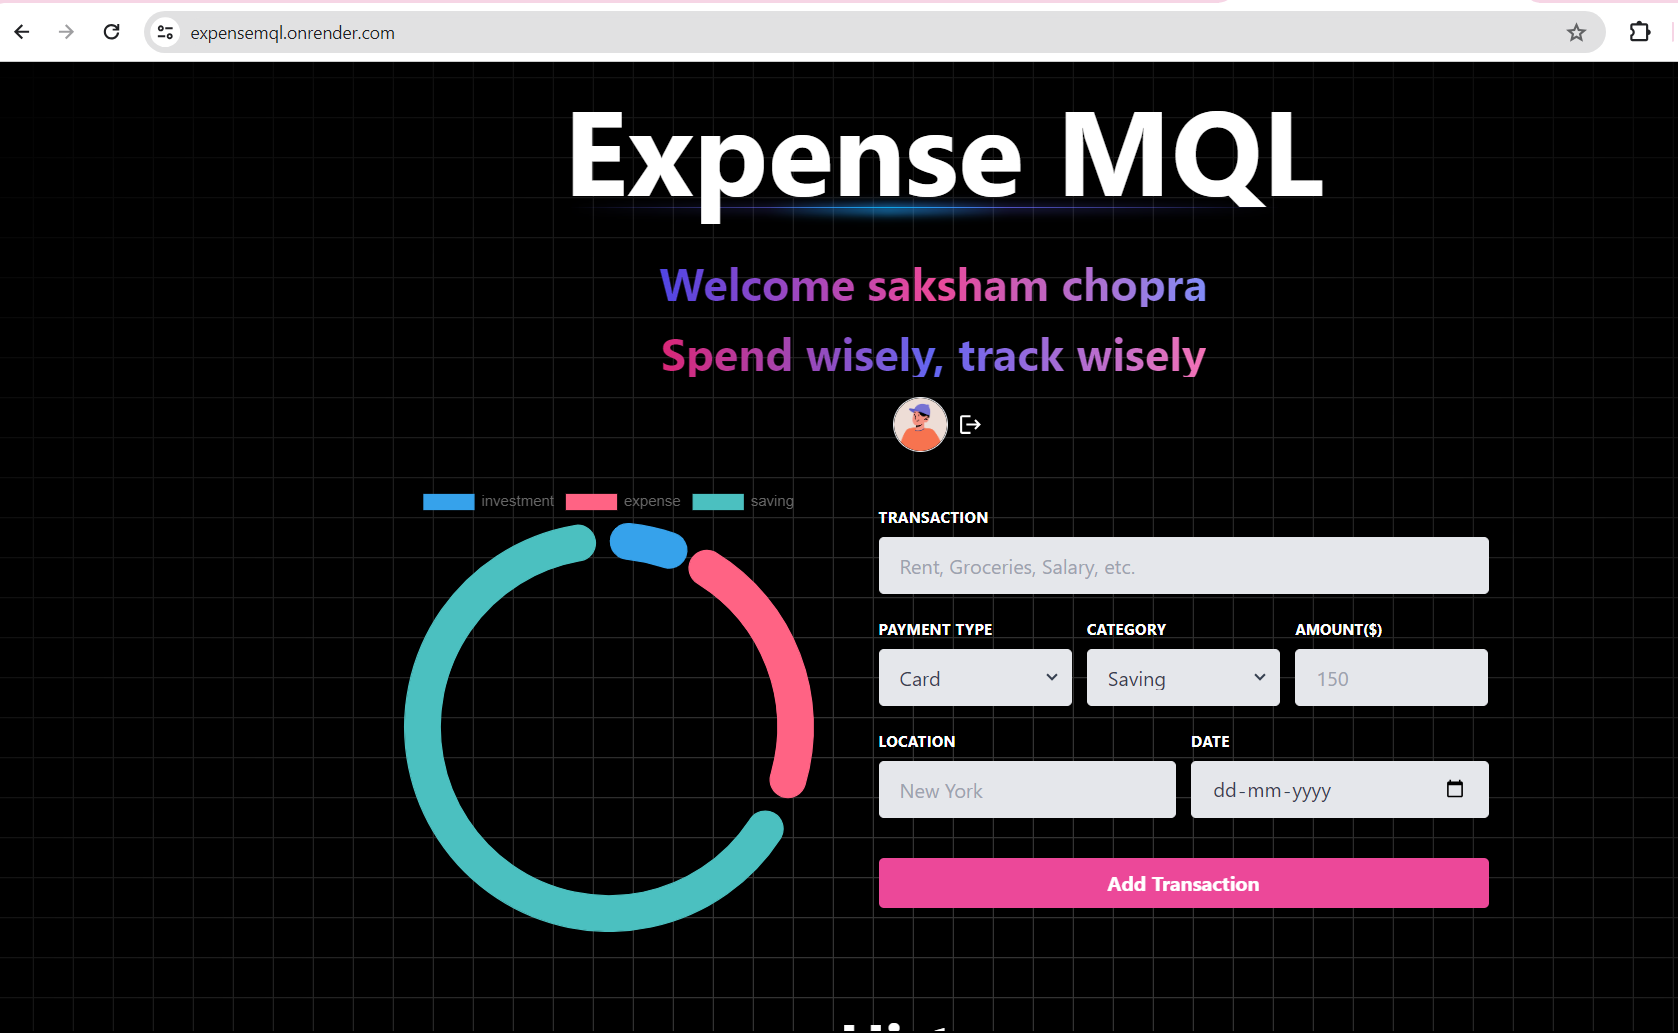 expensemql.onrender.com
Expense MQL
Welcome saksham chopra
Spend wisely, track wisely
investment expense saving
TRANSACTION
Rent, Groceries, Salary, etc.
PAYMENT TYPE CATEGORY AMOUNT($)
Card Saving 150
LOCATION DATE
New York dd-mm-yyyy
Add Transaction